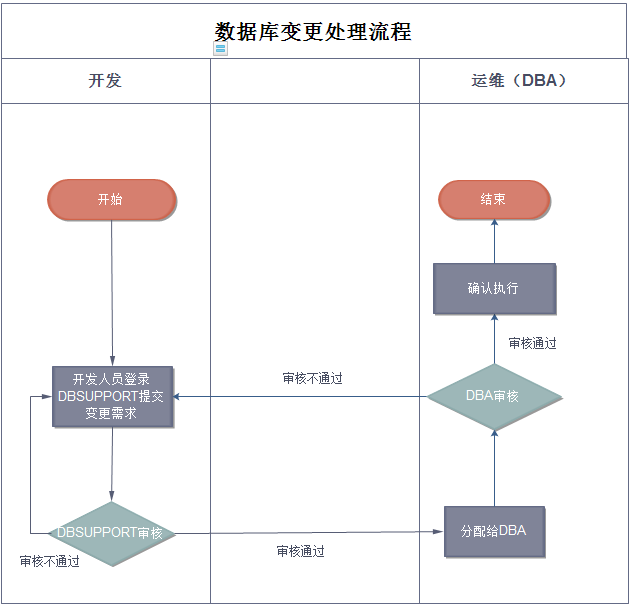 数据库变更处理流程
开发
运维（DBA）
开始
结束
确认执行
审核通过
开发人员登录
DBSUPPORT提交
变更需求
审核不通过
DBA审核
DBSUPPORT审核
审核不通过
审核通过
分配给DBA